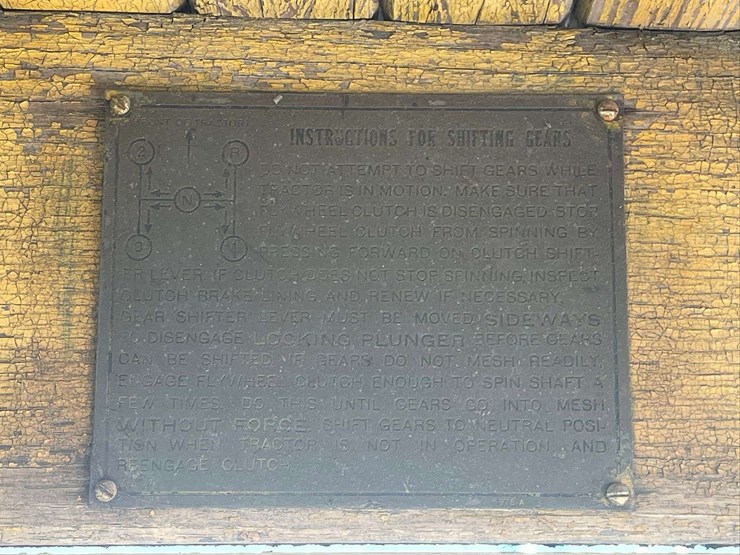 FRONT OF TRACTOR
INSTRUCTIONS FOR SHIFTING GEARS
2 R
N
3 1
DO NOT ATTEMPT TO SHIFT GEARS WHILE
TRACTOR IS IN MOTION. MAKE SURE THAT
FLYWHEEL CLUTCH IS DISENGAGED. STOP
FLYWHEEL CLUTCH FROM SPINNING BY
PRESSING FORWARD ON CLUTCH SHIFT-
ER LEVER. IF CLUTCH DOES NOT STOP SPINNING, INSPECT
CLUTCH BRAKE LINING AND RENEW IF NECESSARY.
GEAR SHIFTER LEVER MUST BE MOVED SIDEWAYS
TO DISENGAGE LOCKING PLUNGER BEFORE GEARS
CAN BE SHIFTED. IF GEARS DO NOT MESH READILY,
ENGAGE FLYWHEEL CLUTCH ENOUGH TO SPIN SHAFT A
FEW TIMES. DO THIS UNTIL GEARS GO INTO MESH
WITHOUT FORCE. SHIFT GEARS TO NEUTRAL POSI-
TION WHEN TRACTOR IS NOT IN OPERATION, AND
REENGAGE CLUTCH